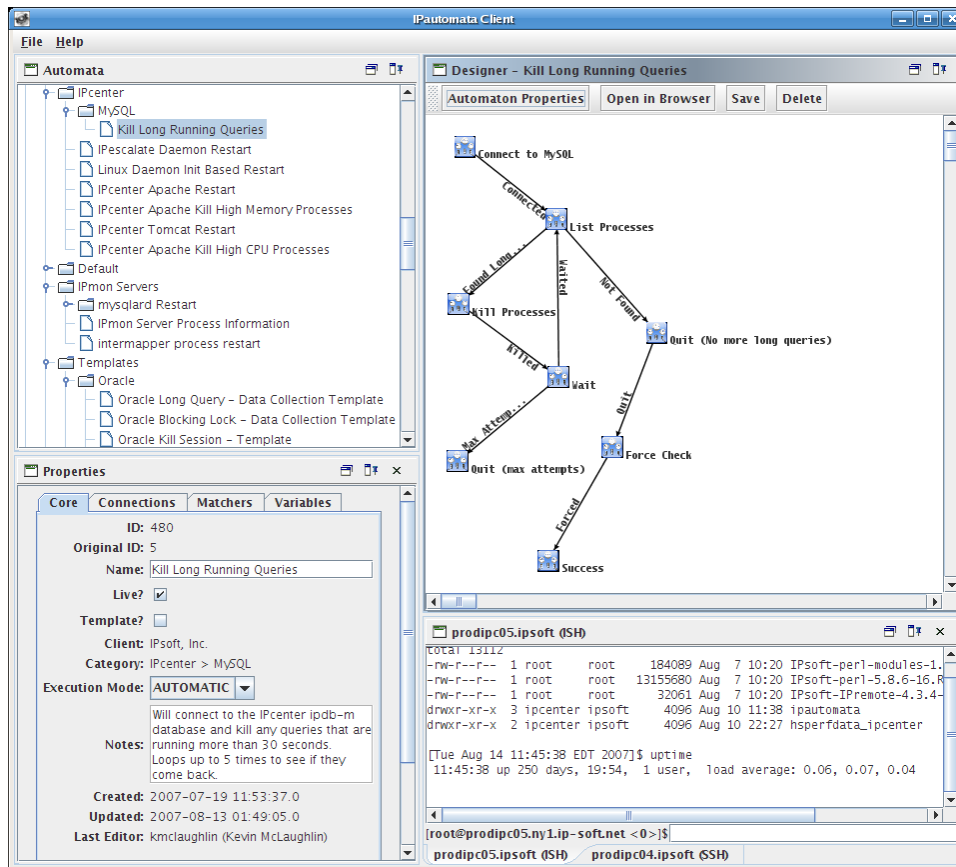 IPautomata Client
File Help
Automata
IPcenter
MySQL
Kill Long Running Queries
IPescalate Daemon Restart
Linux Daemon Init Based Restart
IPcenter Apache Restart
IPcenter Apache Kill High Memory Processes
IPcenter Tomcat Restart
IPcenter Apache Kill High CPU Processes
Default
IPmon Servers
mysqlard Restart
IPmon Server Process Information
intermapper process restart
Templates
Oracle
Oracle Long Query - Data Collection Template
Oracle Blocking Lock - Data Collection Template
Oracle Kill Session - Template
Designer - Kill Long Running Queries
Automaton Properties Open in Browser Save Delete
Connect to MySQL
Connected
List Processes
Found Long...
Waited
Not Found
Kill Processes
Quit (No more long queries)
Killed
Wait
Quit
Max Attemp...
Force Check
Quit (max attempts)
Forced
Success
Properties
Core Connections Matchers Variables
ID: 480
Original ID: 5
Name: Kill Long Running Queries
Live?
Template?
Client: IPsoft, Inc.
Category: IPcenter > MySQL
Execution Mode: AUTOMATIC
Notes: Will connect to the IPcenter ipdb-m
database and kill any queries that are
running more than 30 seconds.
Loops up to 5 times to see if they
come back.
Created: 2007-07-19 11:53:37.0
Updated: 2007-08-13 01:49:05.0
Last Editor: kmclaughlin (Kevin McLaughlin)
prodipc05.ipsoft (ISH)
total 13112
-rw-r--r-- 1 root root 184089 Aug 7 10:20 IPsoft-perl-modules-1.
-rw-r--r-- 1 root root 13155680 Aug 7 10:20 IPsoft-perl-5.8.6-16.R
-rw-r--r-- 1 root root 32061 Aug 7 10:20 IPsoft-IPremote-4.3.4-
drwxr-xr-x 3 ipcenter ipsoft 4096 Aug 10 11:38 ipautomata
drwxr-xr-x 2 ipcenter ipsoft 4096 Aug 10 22:27 hsperfdata_ipcenter
[Tue Aug 14 11:45:38 EDT 2007]$ uptime
11:45:38 up 250 days, 19:54, 1 user, load average: 0.06, 0.07, 0.04
[root@prodipc05.ny1.ip-soft.net <0>]$
prodipc05.ipsoft (ISH) prodipc04.ipsoft (SSH)